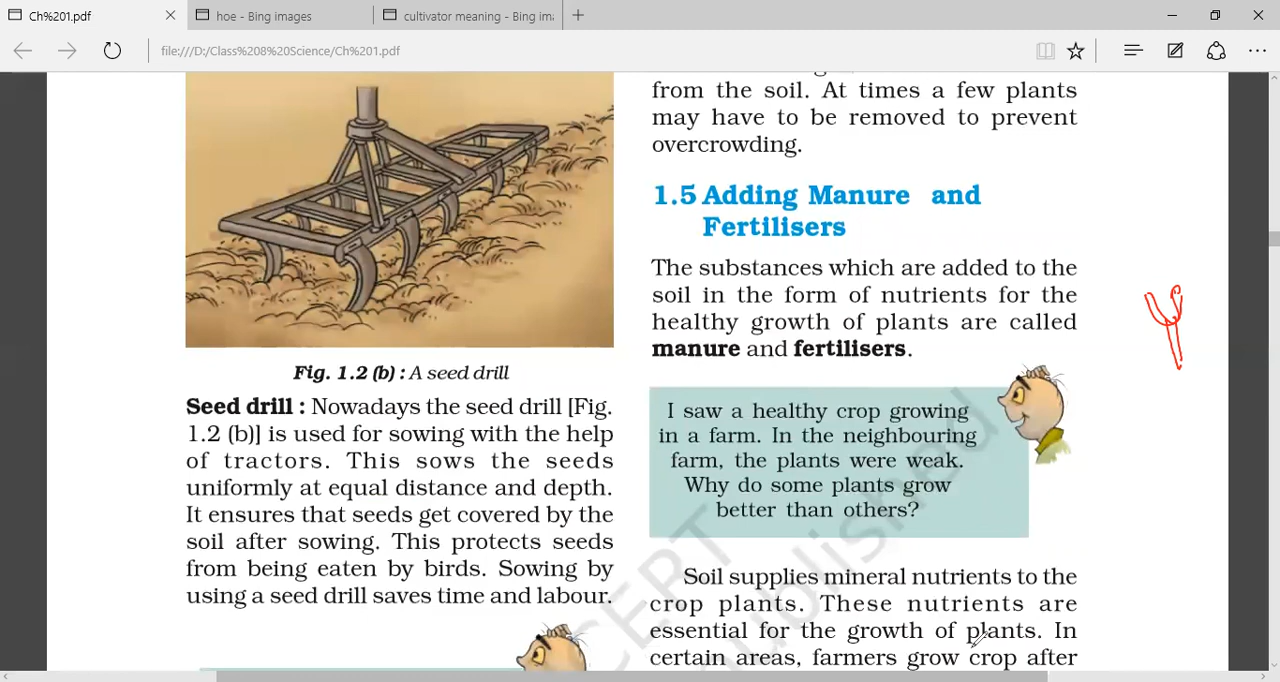 Ch%201.pdf
hoe - Bing images
cultivator meaning - Bing ima
file:///D:/Class%208%20Science/Ch%201.pdf
Fig. 1.2 (b) : A seed drill
Seed drill : Nowadays the seed drill [Fig.
1.2 (b)] is used for sowing with the help
of tractors. This sows the seeds
uniformly at equal distance and depth.
It ensures that seeds get covered by the
soil after sowing. This protects seeds
from being eaten by birds. Sowing by
using a seed drill saves time and labour.
from the soil. At times a few plants
may have to be removed to prevent
overcrowding.
1.5 Adding Manure and
Fertilisers
The substances which are added to the
soil in the form of nutrients for the
healthy growth of plants are called
manure and fertilisers.
I saw a healthy crop growing
in a farm. In the neighbouring
farm, the plants were weak.
Why do some plants grow
better than others?
Soil supplies mineral nutrients to the
crop plants. These nutrients are
essential for the growth of plants. In
certain areas, farmers grow crop after